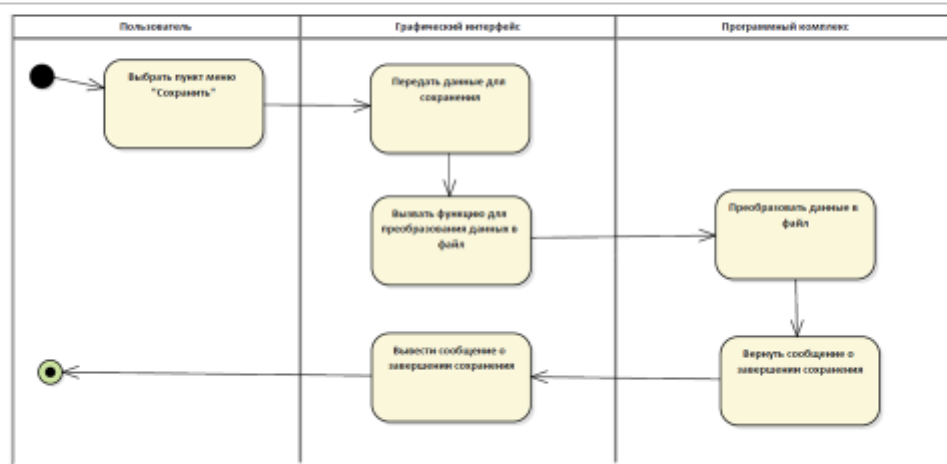 Пользователь
Графический интерфейс
Программный комплекс
Выбрать пункт меню
"Сохранить"
Передать данные для
сохранения
Вызвать функцию для
преобразования данных в
файл
Преобразовать данные в
файл
Вывести сообщение о
завершении сохранения
Вернуть сообщение о
завершении сохранения